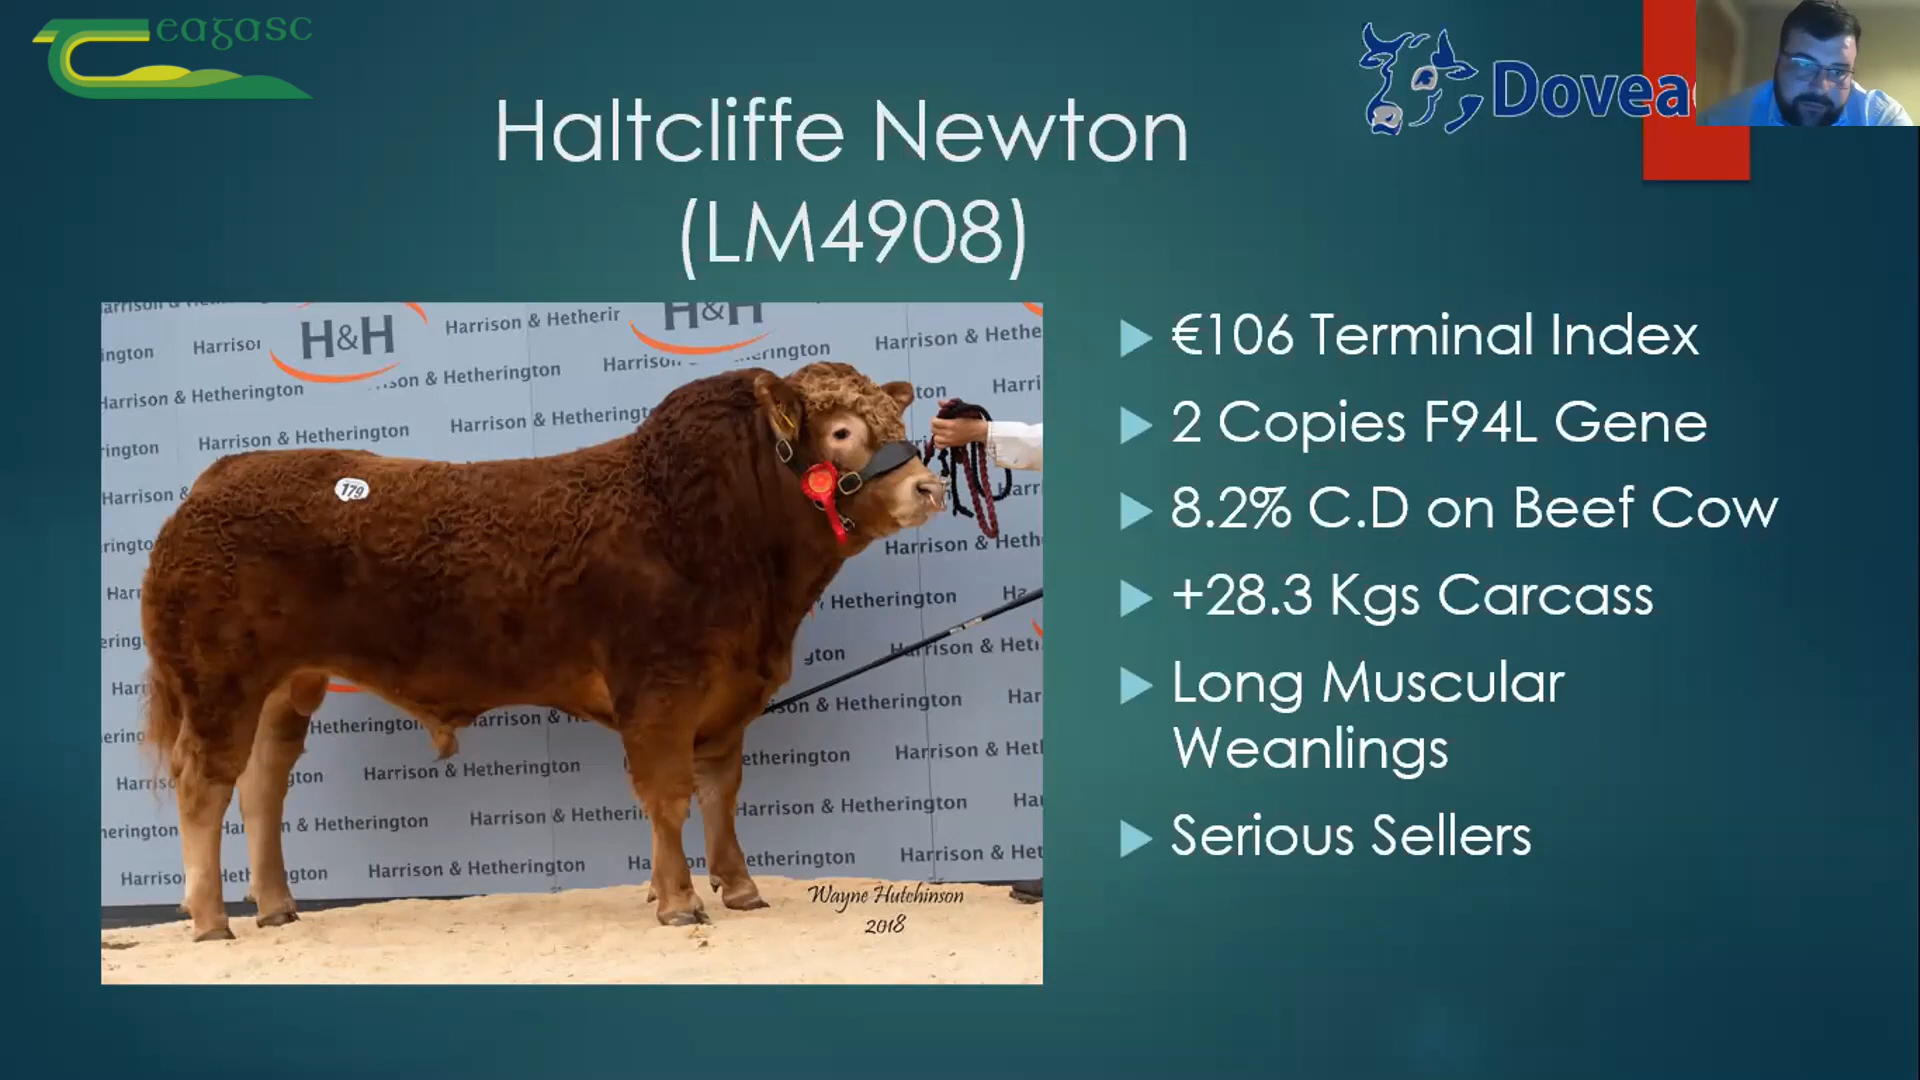 Teagasc
Dovea
Haltcliffe Newton
(LM4908)
H&H
H&H
Harrison & Hetherington
179
Wayne Hutchinson
2018
€106 Terminal Index
2 Copies F94L Gene
8.2% C.D on Beef Cow
+28.3 Kgs Carcass
Long Muscular
Weanlings
Serious Sellers